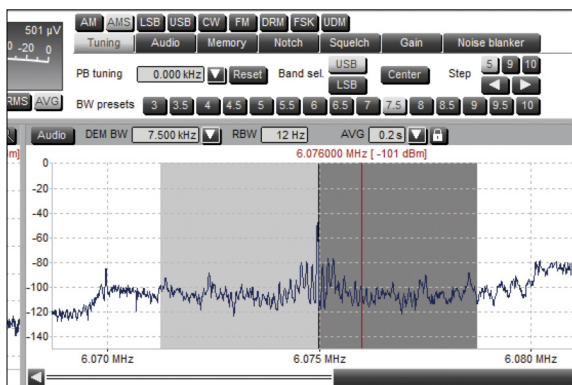 501 µV
AM AMS LSB USB CW FM DRM FSK UDM
0 -20 0
Tuning Audio Memory Notch Squelch Gain Noise blanker
PB tuning 0.000 kHz Reset Band sel. USB LSB Center Step 5 9 10
RMS AVG
BW presets 3 3.5 4 4.5 5 5.5 6 6.5 7 7.5 8 8.5 9 9.5 10
Audio DEM BW 7.500 kHz RBW 12 Hz AVG 0.2 s
m] 6.076000 MHz [ -101 dBm]
0
-20
-40
-60
-80
-100
-120
-140
6.070 MHz 6.075 MHz 6.080 MHz